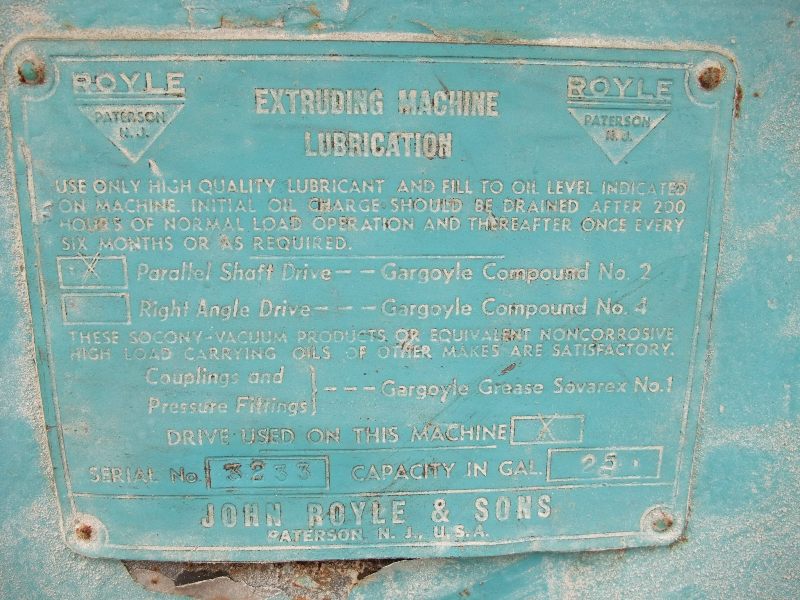 ROYLE
PATERSON
N. J.
EXTRUDING MACHINE
LUBRICATION
ROYLE
PATERSON
N. J.
USE ONLY HIGH QUALITY LUBRICANT AND FILL TO OIL LEVEL INDICATED
ON MACHINE. INITIAL OIL CHARGE SHOULD BE DRAINED AFTER 200
HOURS OF NORMAL LOAD OPERATION AND THEREAFTER ONCE EVERY
SIX MONTHS OR AS REQUIRED.
X Parallel Shaft Drive---Gargoyle Compound No. 2
Right Angle Drive---Gargoyle Compound No. 4
THESE SOCONY-VACUUM PRODUCTS OR EQUIVALENT NONCORROSIVE
HIGH LOAD CARRYING OILS OF OTHER MAKES ARE SATISFACTORY.
Couplings and
Pressure Fittings} ---Gargoyle Grease Sovarex No.1
DRIVE USED ON THIS MACHINE X
SERIAL No. 3233 CAPACITY IN GAL. 25.
JOHN ROYLE & SONS
PATERSON, N. J., U.S.A.